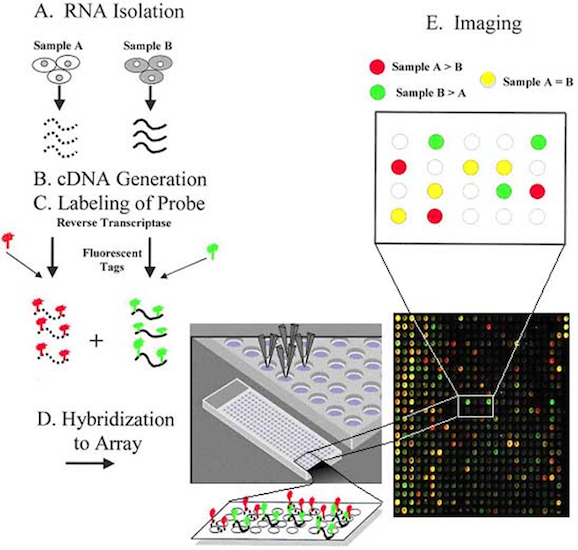 A. RNA Isolation
Sample A
Sample B
B. cDNA Generation
C. Labeling of Probe
Reverse Transcriptase
Fluorescent
Tags
+
D. Hybridization
to Array
E. Imaging
Sample A > B
Sample B > A
Sample A = B